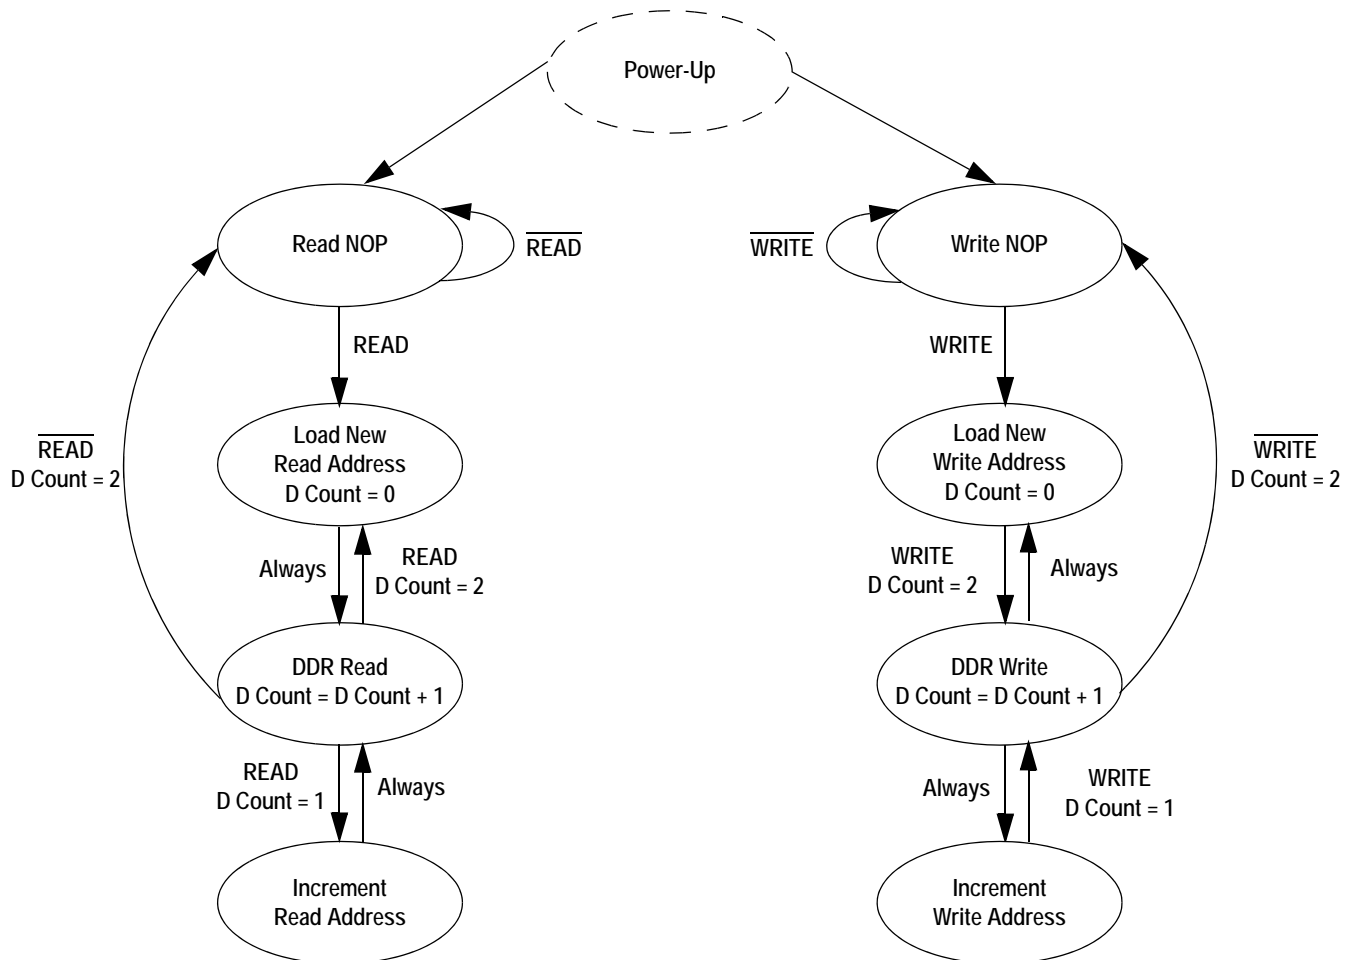 Power-Up
Read NOP
READ
WRITE
Write NOP
READ
WRITE
READ
D Count = 2
Load New
Read Address
D Count = 0
Load New
Write Address
D Count = 0
WRITE
D Count = 2
Always
READ
D Count = 2
WRITE
D Count = 2
Always
DDR Read
D Count = D Count + 1
DDR Write
D Count = D Count + 1
READ
D Count = 1
Always
Always
WRITE
D Count = 1
Increment
Read Address
Increment
Write Address